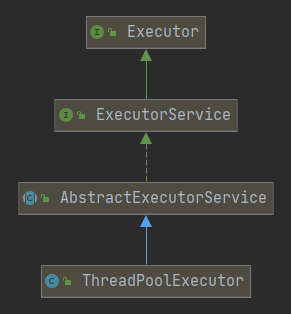 I Executor
I ExecutorService
C AbstractExecutorService
C ThreadPoolExecutor